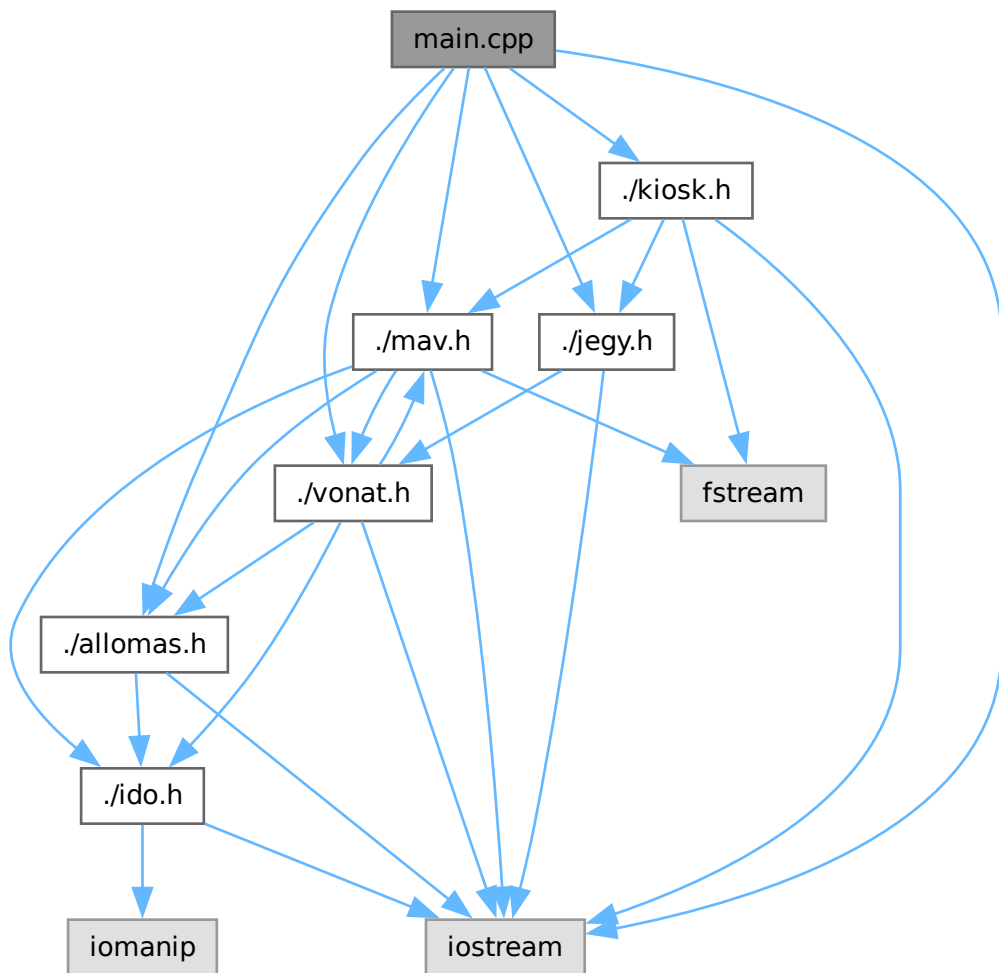 main.cpp
./kiosk.h
./mav.h
./jegy.h
./vonat.h
fstream
./allomas.h
./ido.h
iomanip
iostream